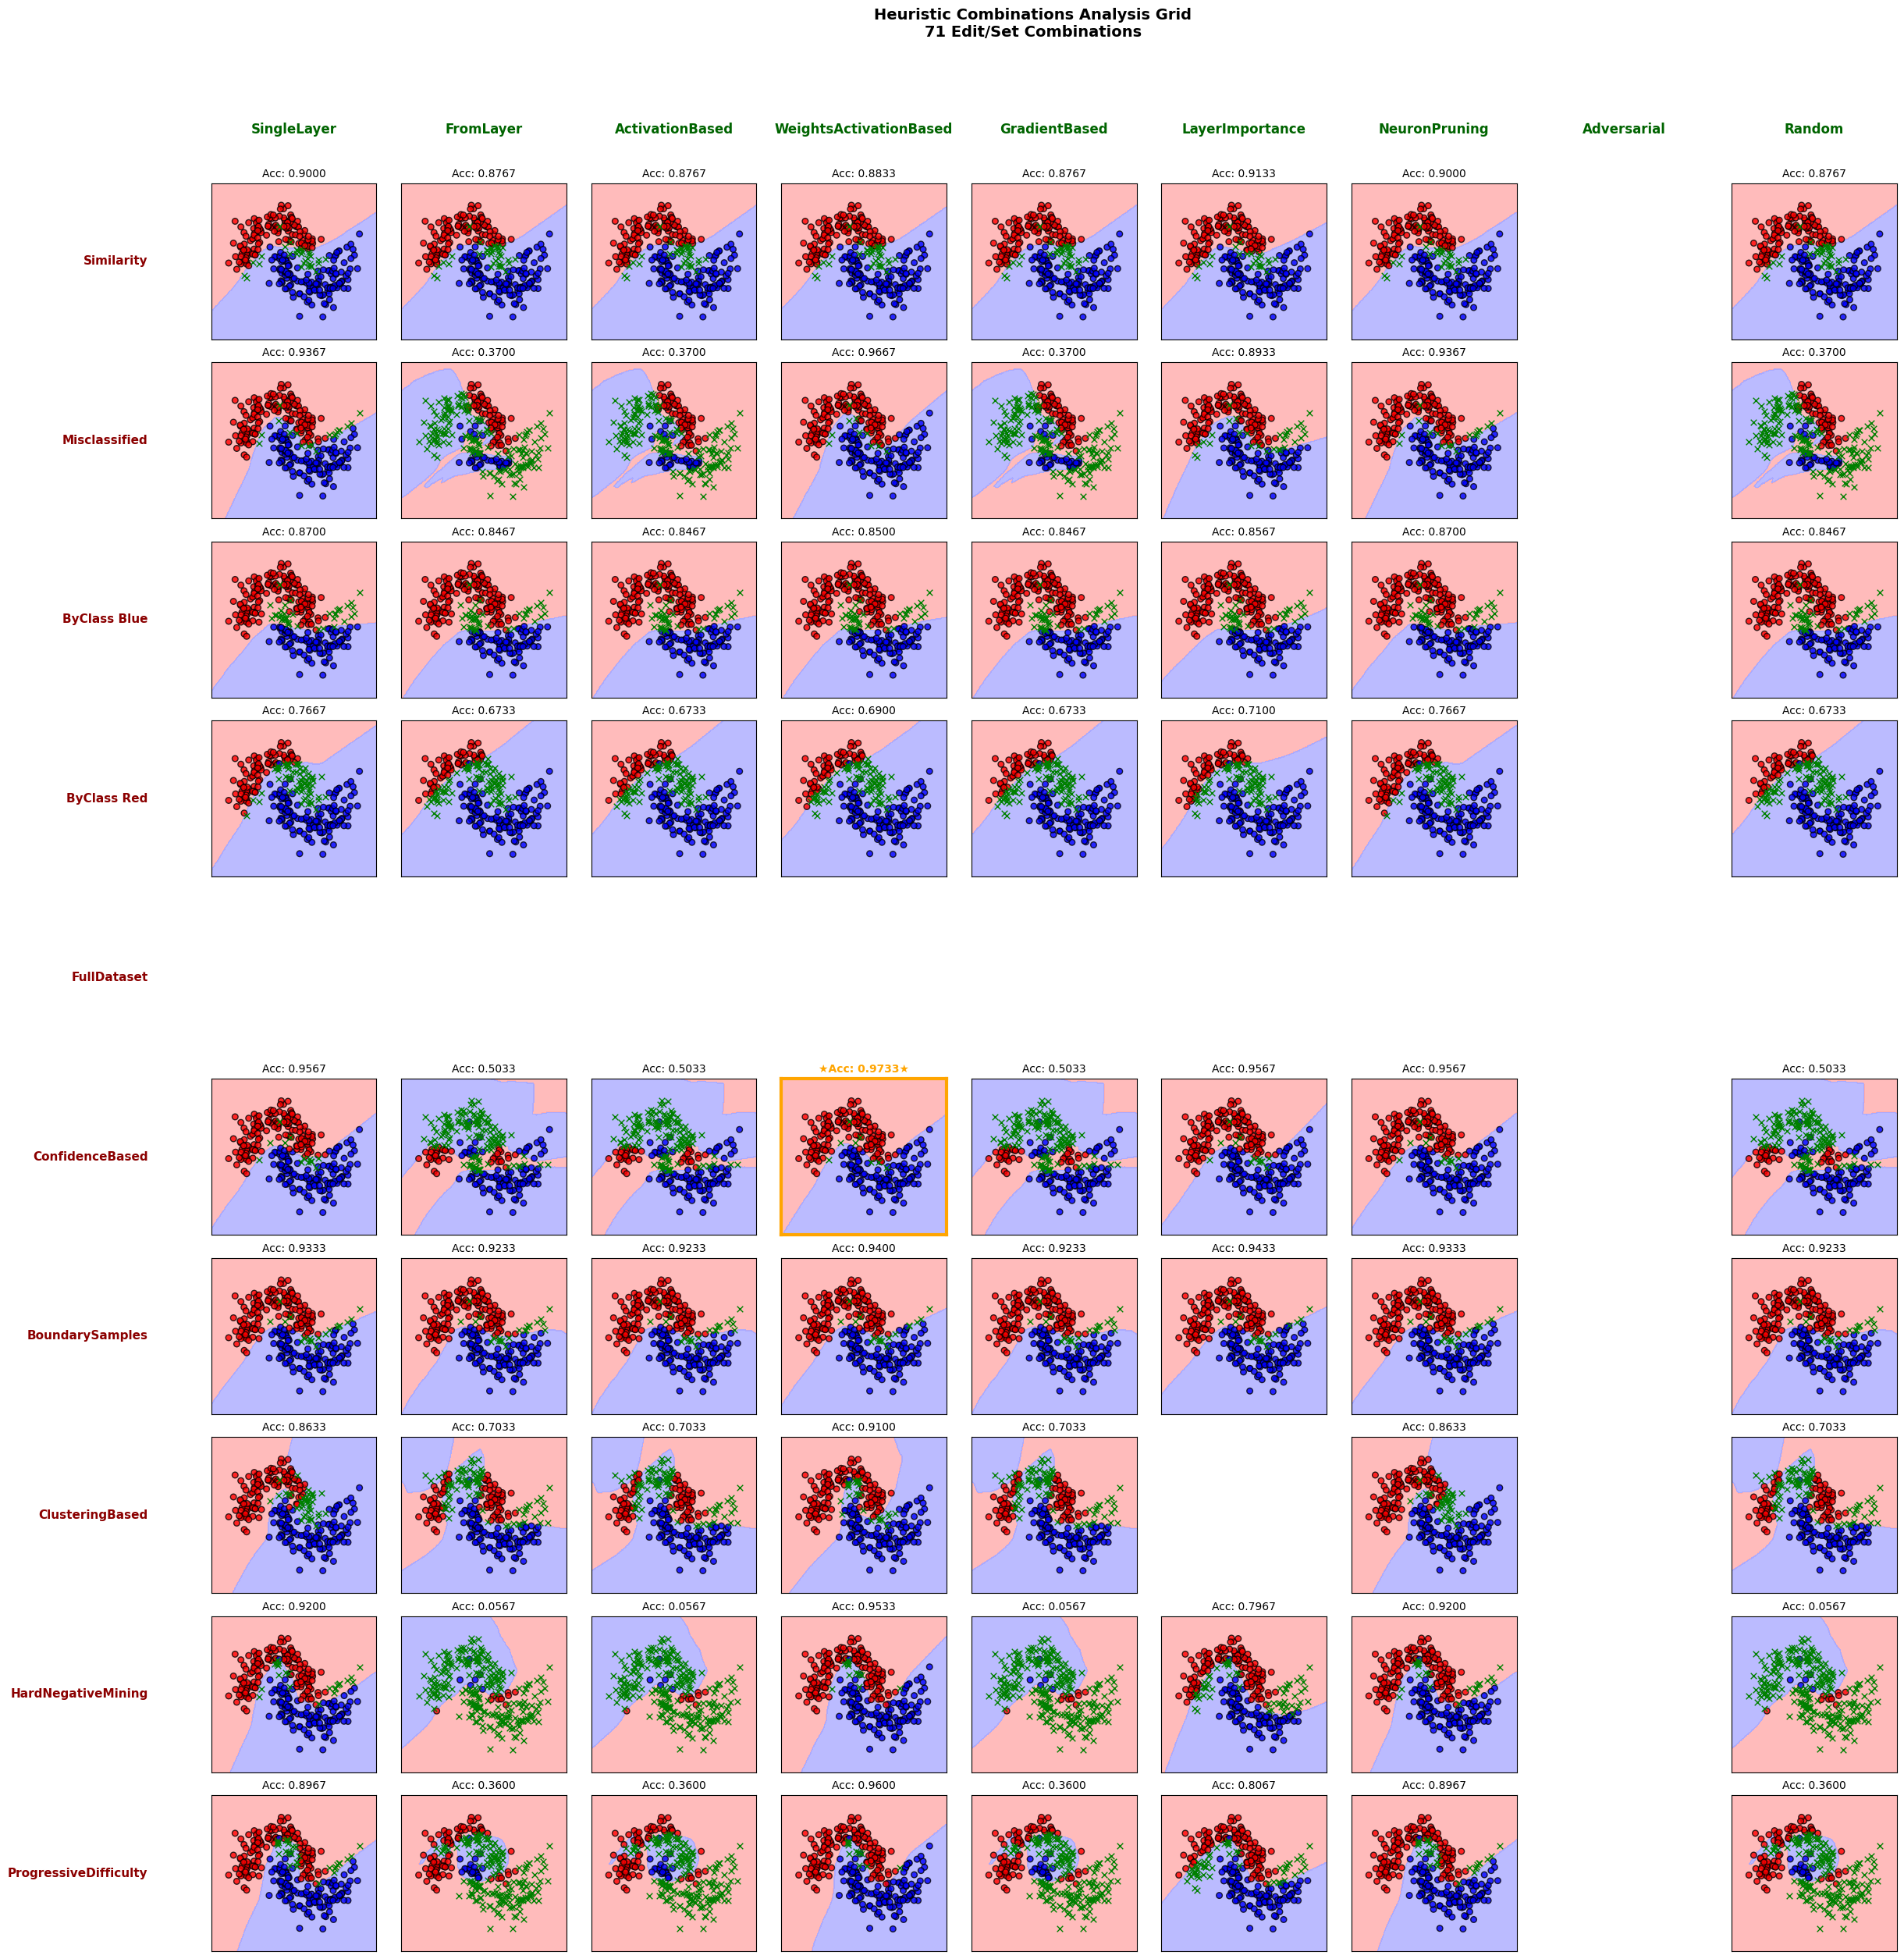 Heuristic Combinations Analysis Grid
71 Edit/Set Combinations
SingleLayer FromLayer ActivationBased WeightsActivationBased GradientBased LayerImportance NeuronPruning Adversarial Random
Acc: 0.9000 Acc: 0.8767 Acc: 0.8767 Acc: 0.8833 Acc: 0.8767 Acc: 0.9133 Acc: 0.9000 Acc: 0.8767
Similarity
Acc: 0.9367 Acc: 0.3700 Acc: 0.3700 Acc: 0.9667 Acc: 0.3700 Acc: 0.8933 Acc: 0.9367 Acc: 0.3700
Misclassified
Acc: 0.8700 Acc: 0.8467 Acc: 0.8467 Acc: 0.8500 Acc: 0.8467 Acc: 0.8567 Acc: 0.8700 Acc: 0.8467
ByClass Blue
Acc: 0.7667 Acc: 0.6733 Acc: 0.6733 Acc: 0.6900 Acc: 0.6733 Acc: 0.7100 Acc: 0.7667 Acc: 0.6733
ByClass Red
FullDataset
Acc: 0.9567 Acc: 0.5033 Acc: 0.5033 ★Acc: 0.9733★ Acc: 0.5033 Acc: 0.9567 Acc: 0.9567 Acc: 0.5033
ConfidenceBased
Acc: 0.9333 Acc: 0.9233 Acc: 0.9233 Acc: 0.9400 Acc: 0.9233 Acc: 0.9433 Acc: 0.9333 Acc: 0.9233
BoundarySamples
Acc: 0.8633 Acc: 0.7033 Acc: 0.7033 Acc: 0.9100 Acc: 0.7033 Acc: 0.8633 Acc: 0.7033
ClusteringBased
Acc: 0.9200 Acc: 0.0567 Acc: 0.0567 Acc: 0.9533 Acc: 0.0567 Acc: 0.7967 Acc: 0.9200 Acc: 0.0567
HardNegativeMining
Acc: 0.8967 Acc: 0.3600 Acc: 0.3600 Acc: 0.9600 Acc: 0.3600 Acc: 0.8067 Acc: 0.8967 Acc: 0.3600
ProgressiveDifficulty